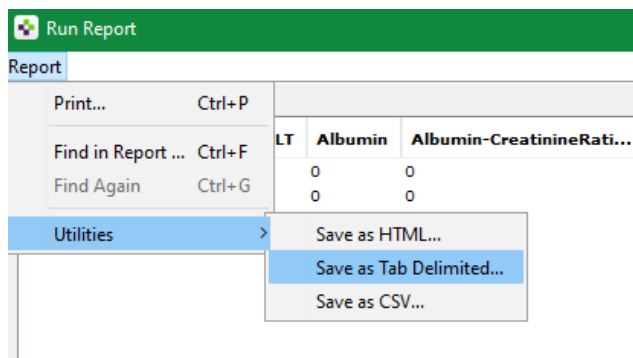 Run Report
Report
Print... Ctrl+P
LT Albumin Albumin-CreatinineRati...
Find in Report ... Ctrl+F
0 0
Find Again Ctrl+G
0 0
Utilities
Save as HTML...
Save as Tab Delimited...
Save as CSV...